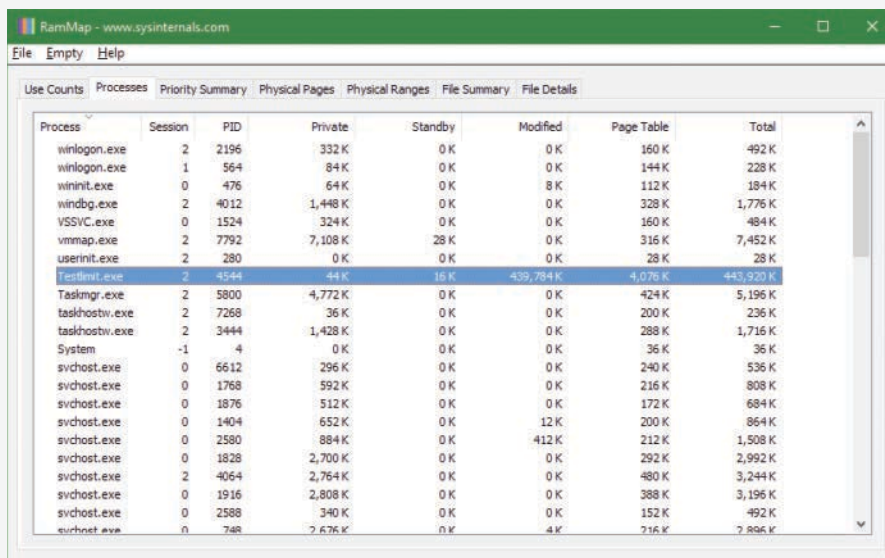 RamMap - www.sysinternals.com
File Empty Help
Use Counts Processes Priority Summary Physical Pages Physical Ranges File Summary File Details
Process Session PID Private Standby Modified Page Table Total
winlogon.exe 2 2196 332 K 0 K 0 K 160 K 492 K
winlogon.exe 1 564 84 K 0 K 0 K 144 K 228 K
wininit.exe 0 476 64 K 0 K 8 K 112 K 184 K
windbg.exe 2 4012 1,448 K 0 K 0 K 328 K 1,776 K
VSSVC.exe 0 1524 324 K 0 K 0 K 160 K 484 K
vmmap.exe 2 7792 7,108 K 28 K 0 K 316 K 7,452 K
userinit.exe 2 280 0 K 0 K 0 K 28 K 28 K
Testlimit.exe 2 4544 44 K 16 K 439,784 K 4,076 K 443,920 K
Taskmgr.exe 2 5800 4,772 K 0 K 0 K 424 K 5,196 K
taskhostw.exe 2 7268 36 K 0 K 0 K 200 K 236 K
taskhostw.exe 2 3444 1,428 K 0 K 0 K 288 K 1,716 K
System -1 4 0 K 0 K 0 K 36 K 36 K
svchost.exe 0 6612 296 K 0 K 0 K 240 K 536 K
svchost.exe 0 1768 592 K 0 K 0 K 216 K 808 K
svchost.exe 0 1876 512 K 0 K 0 K 172 K 684 K
svchost.exe 0 1404 652 K 0 K 12 K 200 K 864 K
svchost.exe 0 2580 884 K 0 K 412 K 212 K 1,508 K
svchost.exe 0 1828 2,700 K 0 K 0 K 292 K 2,992 K
svchost.exe 2 4064 2,764 K 0 K 0 K 480 K 3,244 K
svchost.exe 0 1916 2,808 K 0 K 0 K 388 K 3,196 K
svchost.exe 0 2588 340 K 0 K 0 K 152 K 492 K
svchost.exe 0 748 2,676 K 0 K 4 K 216 K 2,896 K